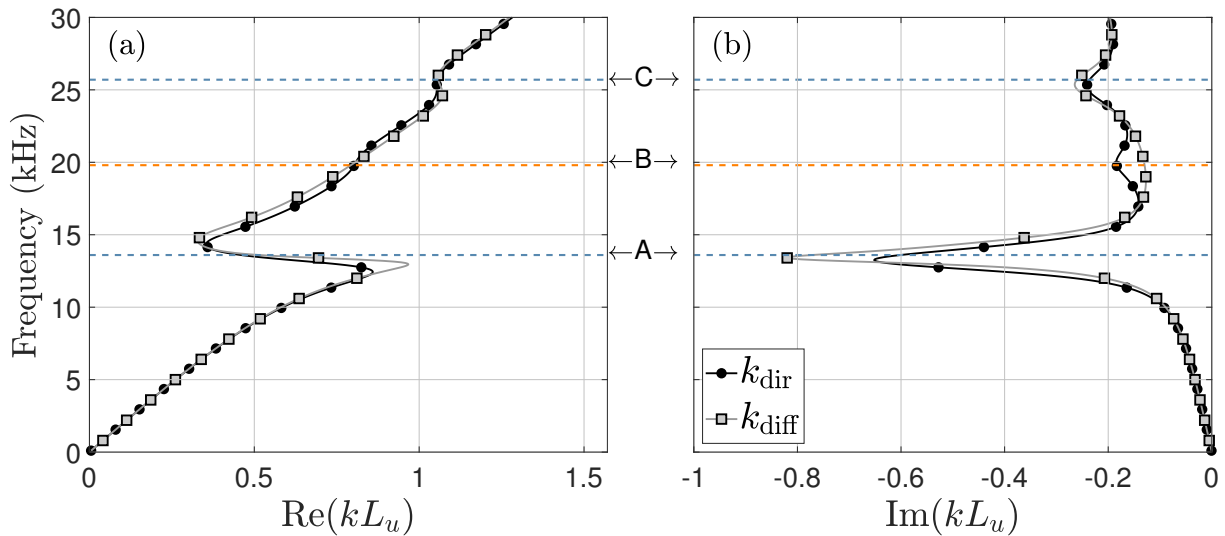 (a)
(b)
30
25
20
15
10
5
0
Frequency (kHz)
←C→
←B→
←A→
k_dir
k_diff
0
0.5
1
1.5
-1
-0.8
-0.6
-0.4
-0.2
0
Re(kL_u)
Im(kL_u)